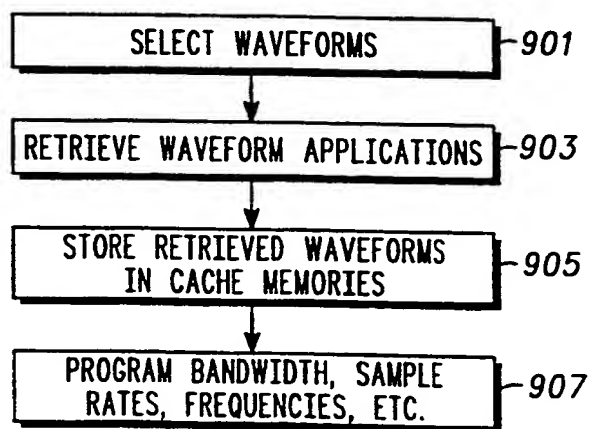 SELECT WAVEFORMS
901
RETRIEVE WAVEFORM APPLICATIONS
903
STORE RETRIEVED WAVEFORMS
IN CACHE MEMORIES
905
PROGRAM BANDWIDTH, SAMPLE
RATES, FREQUENCIES, ETC.
907